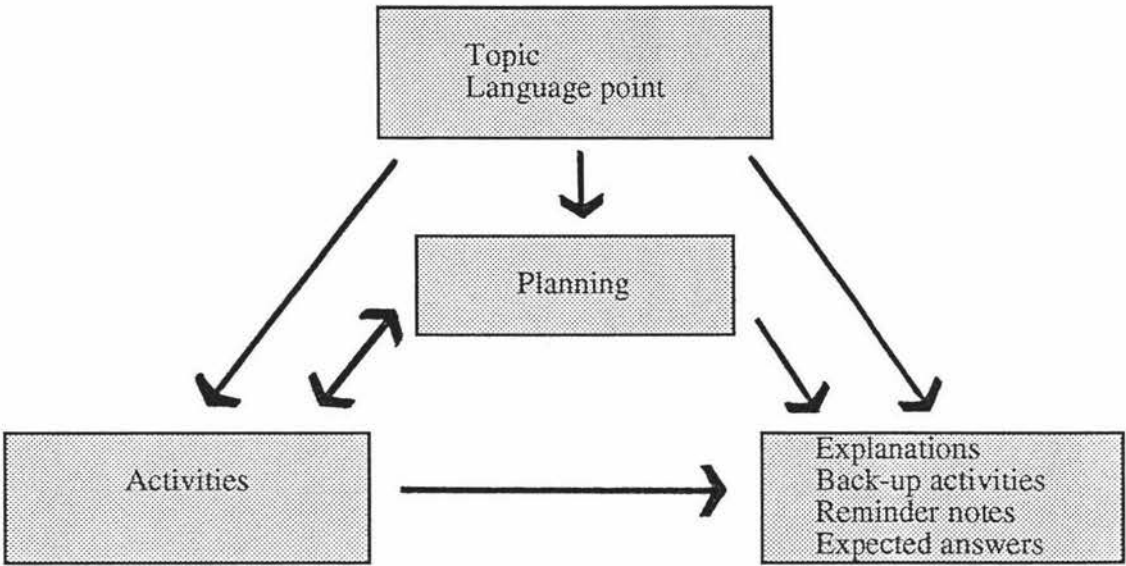 Topic
Language point
Planning
Activities
Explanations
Back-up activities
Reminder notes
Expected answers